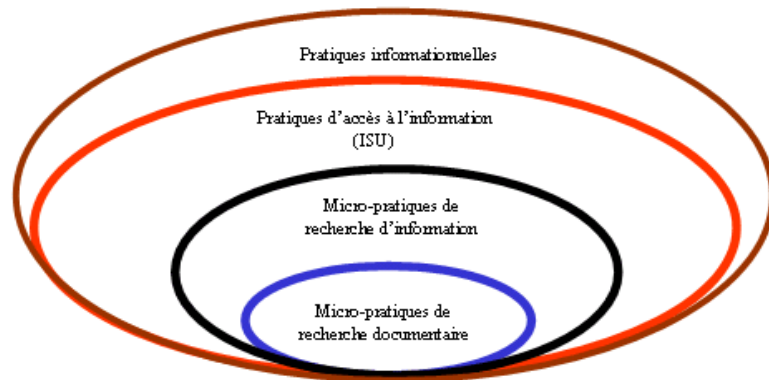 Pratiques informationnelles
Pratiques d'accès à l'information
(ISU)
Micro-pratiques de
recherche d'information
Micro-pratiques de
recherche documentaire